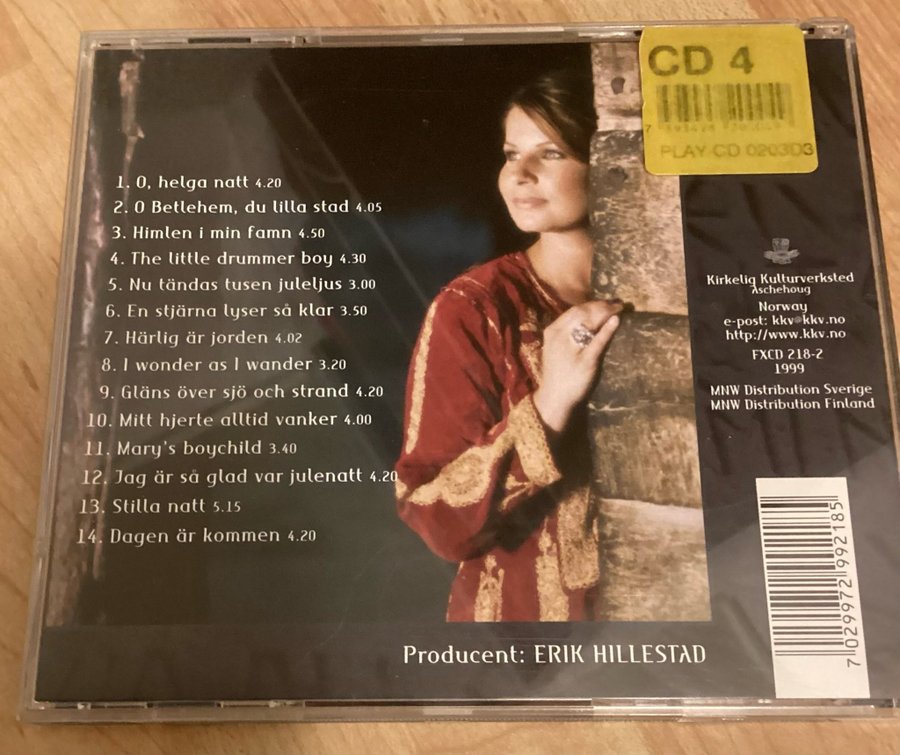 CD 4
PLAY CD 0203D3
1. O, helga natt 4.20
2. O Betlehem, du lilla stad 4.05
3. Himlen i min famn 4.50
4. The little drummer boy 4.30
5. Nu tändas tusen juleljus 3.00
6. En stjärna lyser så klar 3.50
7. Härlig är jorden 4.02
8. I wonder as I wander 3.20
9. Gläns över sjö och strand 4.20
10. Mitt hjerte alltid vanker 4.00
11. Mary's boychild 3.40
12. Jag är så glad var julenatt 4.20
13. Stilla natt 5.15
14. Dagen är kommen 4.20
Kirkelig Kulturverksted
Aschehoug
Norway
e-post: kkv@kkv.no
http://www.kkv.no
FXCD 218-2
1999
MNW Distribution Sverige
MNW Distribution Finland
7 029972 992185
Producent: ERIK HILLESTAD